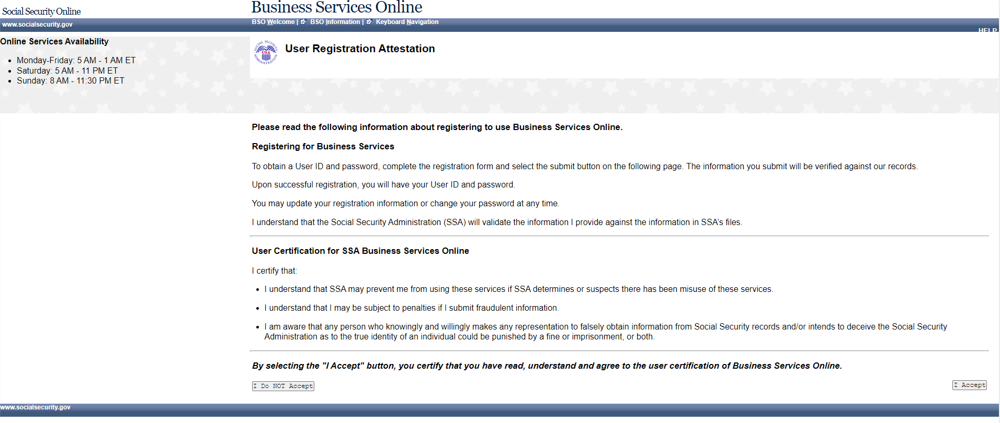 Social Security Online
Business Services Online
www.socialsecurity.gov
BSO Welcome | BSO Information | Keyboard Navigation
HELP
Online Services Availability
Monday-Friday: 5 AM - 1 AM ET
Saturday: 5 AM - 11 PM ET
Sunday: 8 AM - 11:30 PM ET
SOCIAL SECURITY ADMINISTRATION
USA
User Registration Attestation
Please read the following information about registering to use Business Services Online.
Registering for Business Services
To obtain a User ID and password, complete the registration form and select the submit button on the following page. The information you submit will be verified against our records.
Upon successful registration, you will have your User ID and password.
You may update your registration information or change your password at any time.
I understand that the Social Security Administration (SSA) will validate the information I provide against the information in SSA's files.
User Certification for SSA Business Services Online
I certify that:
I understand that SSA may prevent me from using these services if SSA determines or suspects there has been misuse of these services.
I understand that I may be subject to penalties if I submit fraudulent information.
I am aware that any person who knowingly and willingly makes any representation to falsely obtain information from Social Security records and/or intends to deceive the Social Security
Administration as to the true identity of an individual could be punished by a fine or imprisonment, or both.
By selecting the "I Accept" button, you certify that you have read, understand and agree to the user certification of Business Services Online.
I Do NOT Accept
I Accept
www.socialsecurity.gov